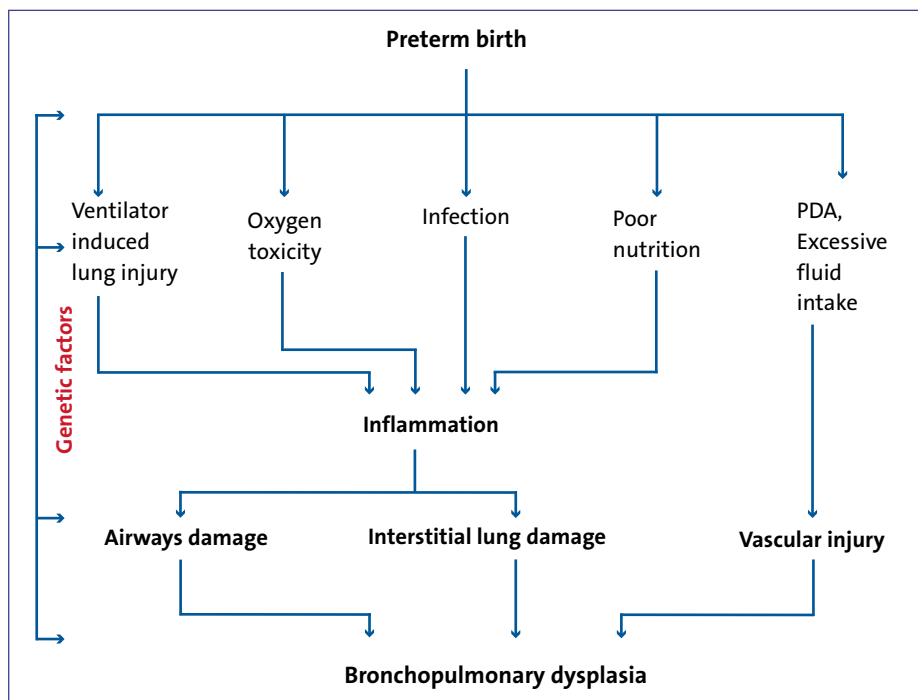 Preterm birth
Ventilator
induced
lung injury
Oxygen
toxicity
Infection
Poor
nutrition
PDA,
Excessive
fluid
intake
Genetic factors
Inflammation
Airways damage
Interstitial lung damage
Vascular injury
Bronchopulmonary dysplasia